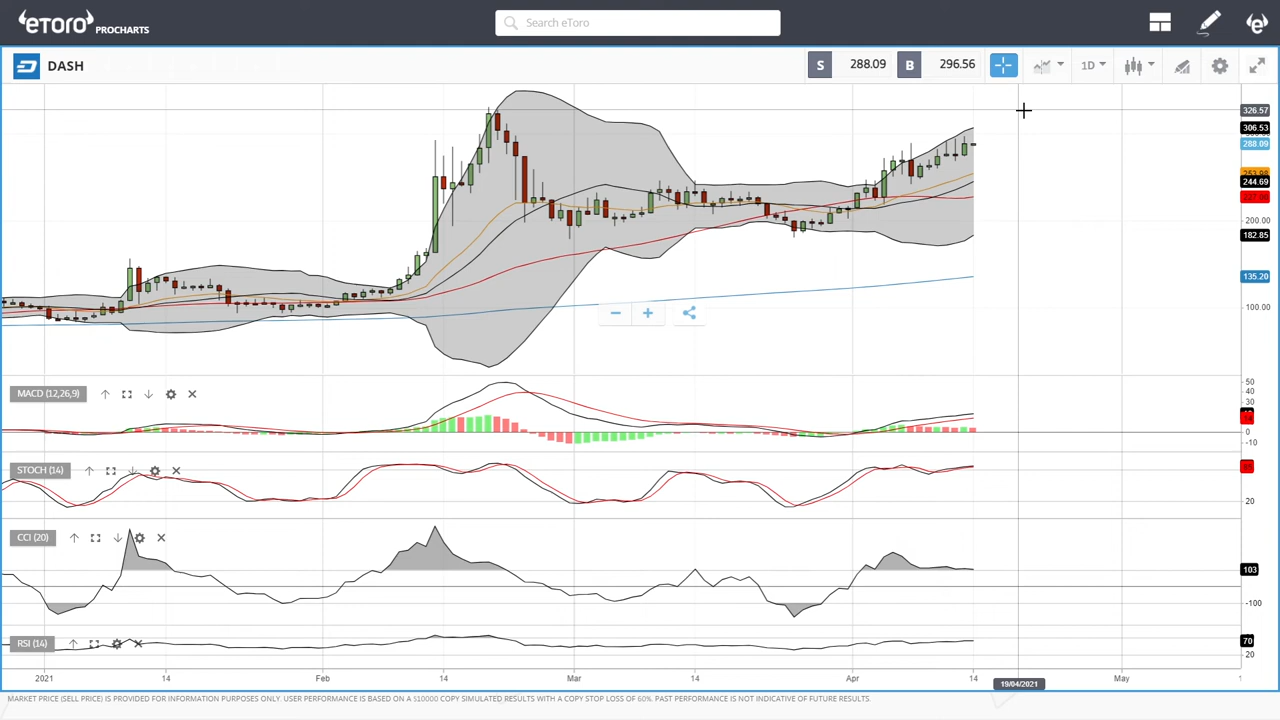 eToro PROCHARTS
Search eToro
DASH
S 288.09 B 296.56
1D
326.57
306.53
288.09
244.69
200.00
182.85
135.20
100.00
MACD (12,26,9)
50
40
30
0
-10
STOCH (14)
20
CCI (20)
103
-100
RSI (14)
70
20
2021 14 Feb 14 Mar 14 Apr 14 May 1
19/04/2021
MARKET PRICE (SELL PRICE) IS PROVIDED FOR INFORMATION PURPOSES ONLY. USER PERFORMANCE IS BASED ON A $10000 COPY SIMULATED RESULTS WITH A COPY STOP LOSS OF 60%. PAST PERFORMANCE IS NOT INDICATIVE OF FUTURE RESULTS.